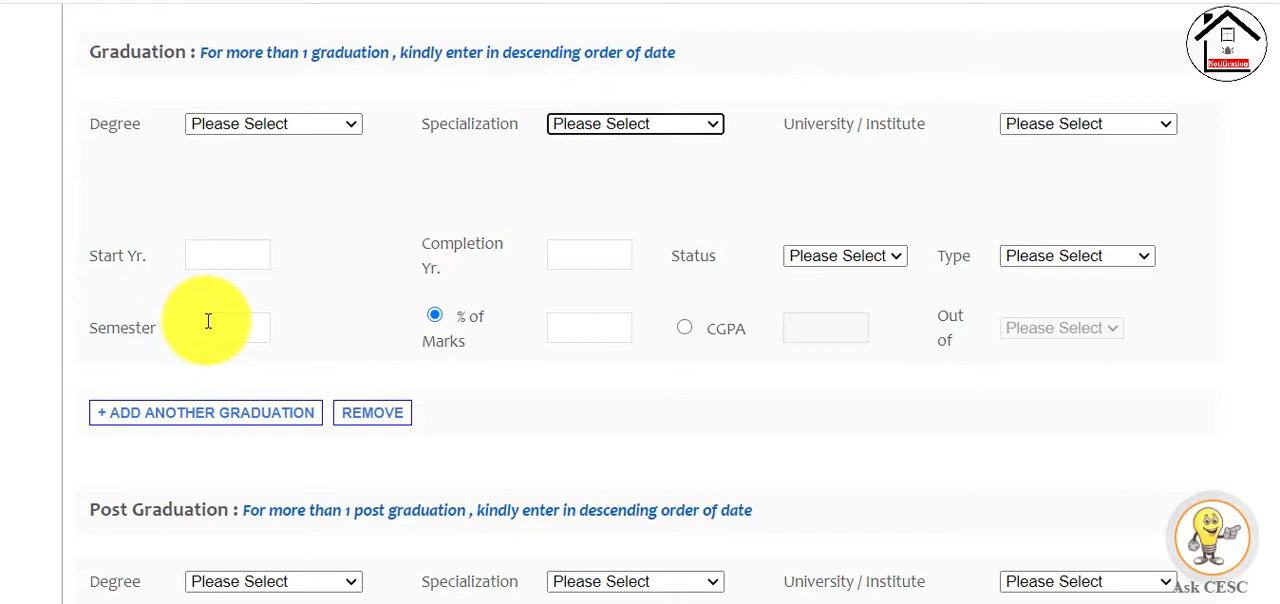 Notification
Graduation : For more than 1 graduation , kindly enter in descending order of date
Degree Please Select Specialization Please Select University / Institute Please Select
Start Yr. Completion Yr. Status Please Select Type Please Select
Semester % of Marks CGPA Out of Please Select
+ ADD ANOTHER GRADUATION REMOVE
Post Graduation : For more than 1 post graduation , kindly enter in descending order of date
Degree Please Select Specialization Please Select University / Institute Please Select
Ask CESC